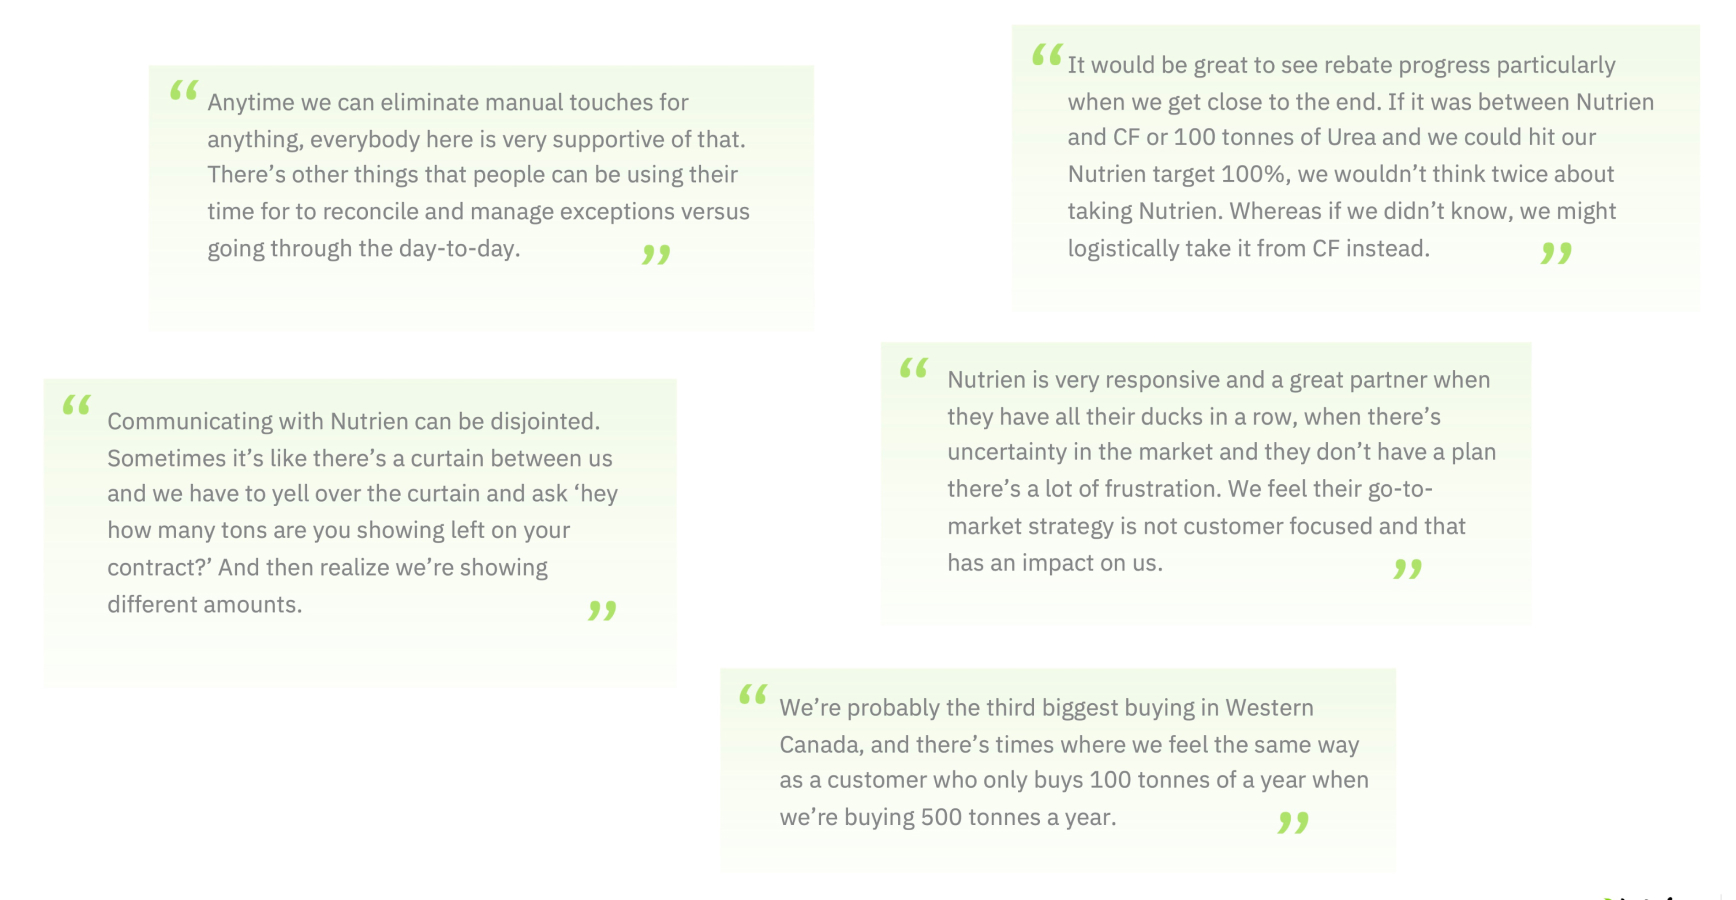 “Anytime we can eliminate manual touches for
anything, everybody here is very supportive of that.
There’s other things that people can be using their
time for to reconcile and manage exceptions versus
going through the day-to-day.”
“It would be great to see rebate progress particularly
when we get close to the end. If it was between Nutrien
and CF or 100 tonnes of Urea and we could hit our
Nutrien target 100%, we wouldn’t think twice about
taking Nutrien. Whereas if we didn’t know, we might
logistically take it from CF instead.”
“Communicating with Nutrien can be disjointed.
Sometimes it’s like there’s a curtain between us
and we have to yell over the curtain and ask ‘hey
how many tons are you showing left on your
contract?’ And then realize we’re showing
different amounts.”
“Nutrien is very responsive and a great partner when
they have all their ducks in a row, when there’s
uncertainty in the market and they don’t have a plan
there’s a lot of frustration. We feel their go-to-
market strategy is not customer focused and that
has an impact on us.”
“We’re probably the third biggest buying in Western
Canada, and there’s times where we feel the same way
as a customer who only buys 100 tonnes of a year when
we’re buying 500 tonnes a year.”